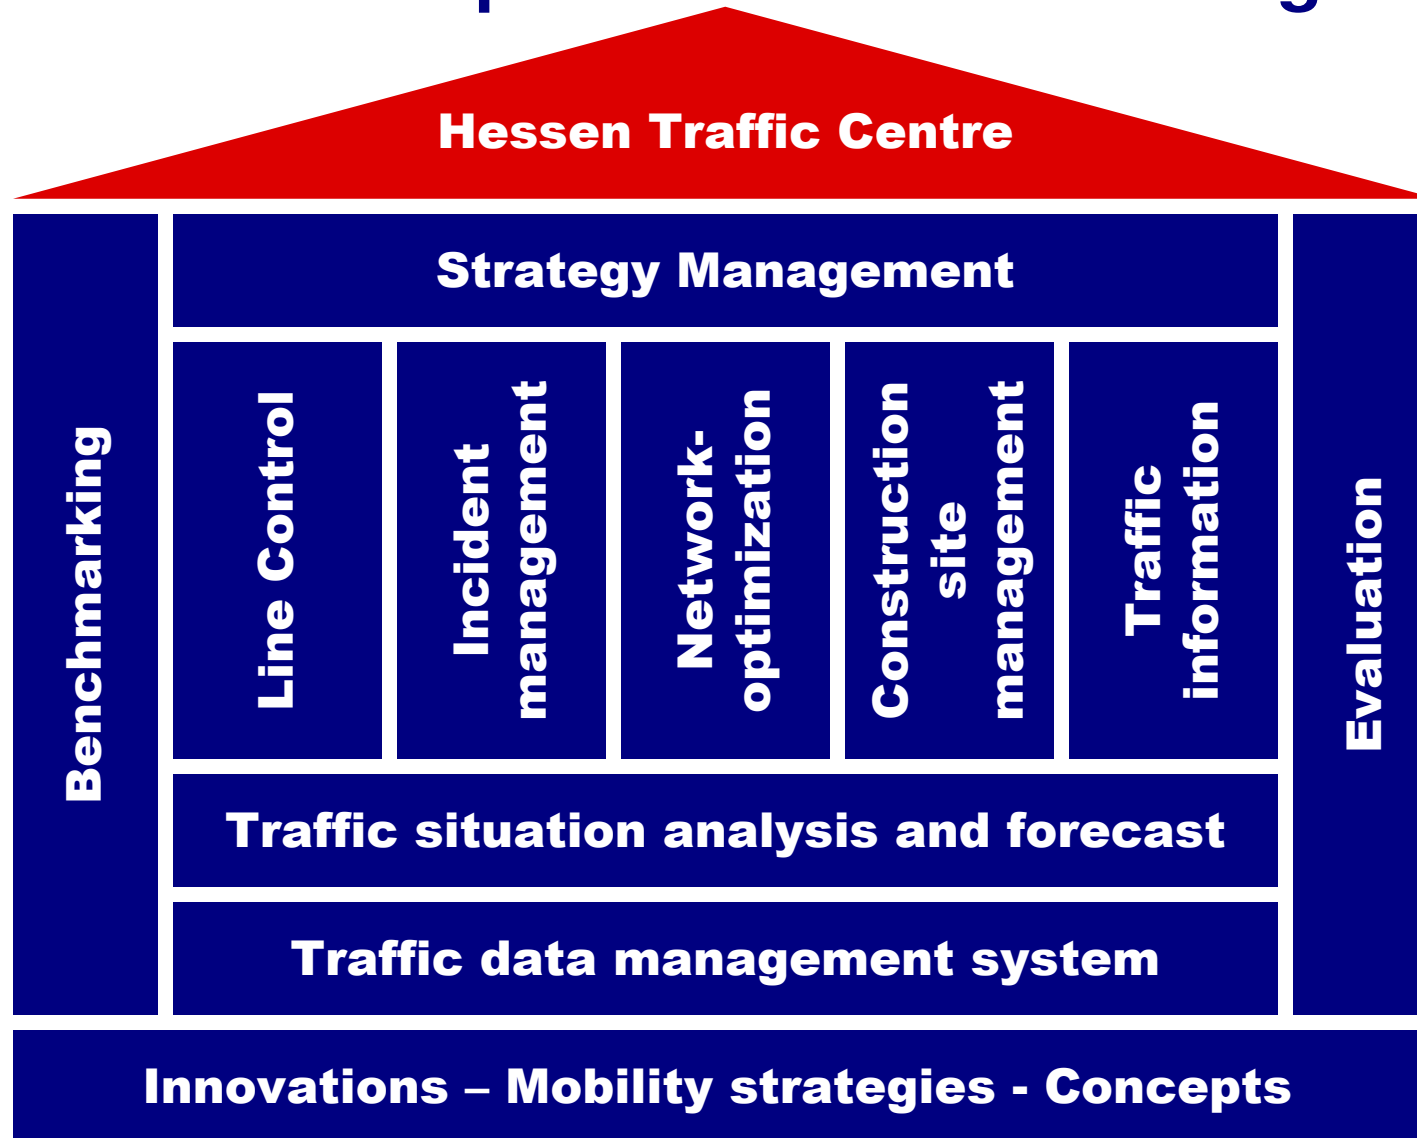 Hessen Traffic Centre
Strategy Management
Benchmarking
Line Control
Incident
management
Network-
optimization
Construction
site
management
Traffic
information
Evaluation
Traffic situation analysis and forecast
Traffic data management system
Innovations – Mobility strategies - Concepts